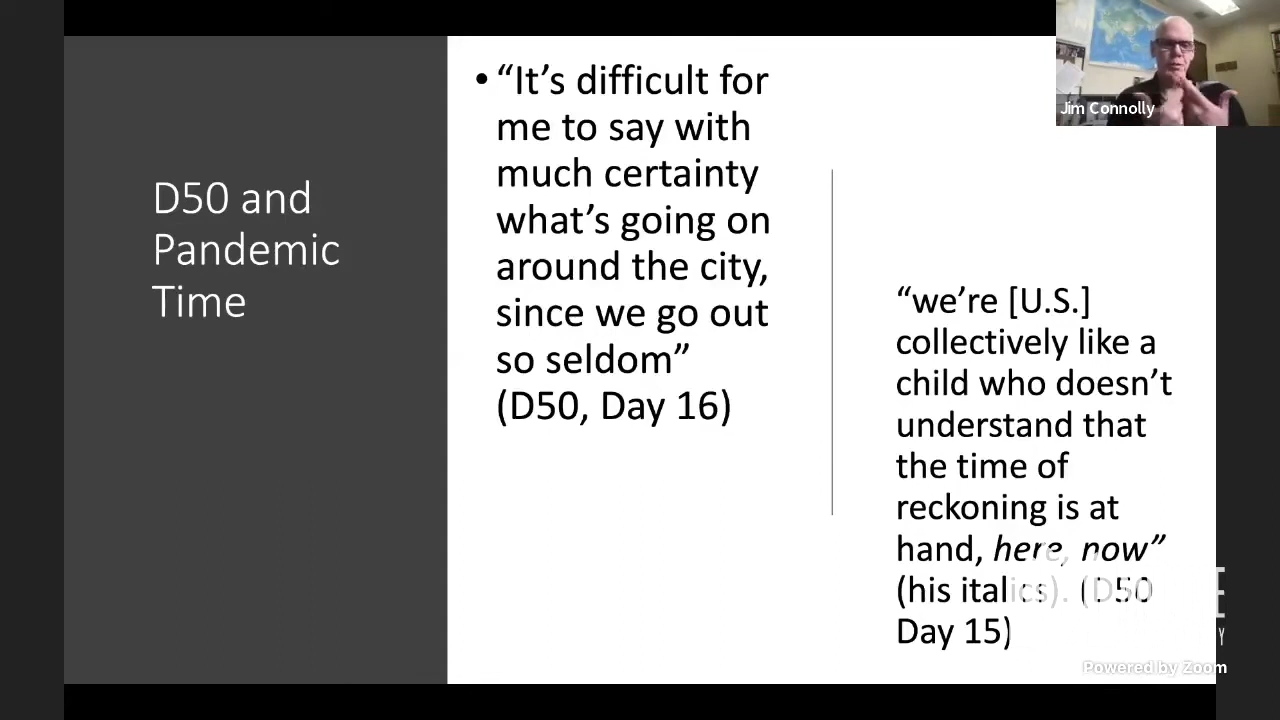 D50 and
Pandemic
Time
• “It’s difficult for
me to say with
much certainty
what’s going on
around the city,
since we go out
so seldom”
(D50, Day 16)
“we’re [U.S.]
collectively like a
child who doesn’t
understand that
the time of
reckoning is at
hand, here, now”
(his italics). (D50
Day 15)
Jim Connolly
Powered by Zoom